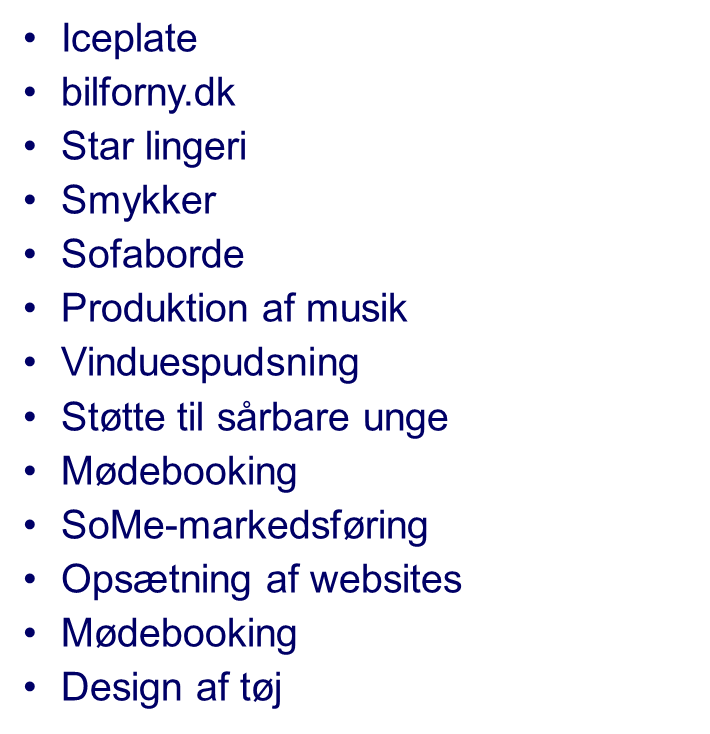 • Iceplate
• bilforny.dk
• Star lingeri
• Smykker
• Sofaborde
• Produktion af musik
• Vinduespudsning
• Støtte til sårbare unge
• Mødebooking
• SoMe-markedsføring
• Opsætning af websites
• Mødebooking
• Design af tøj